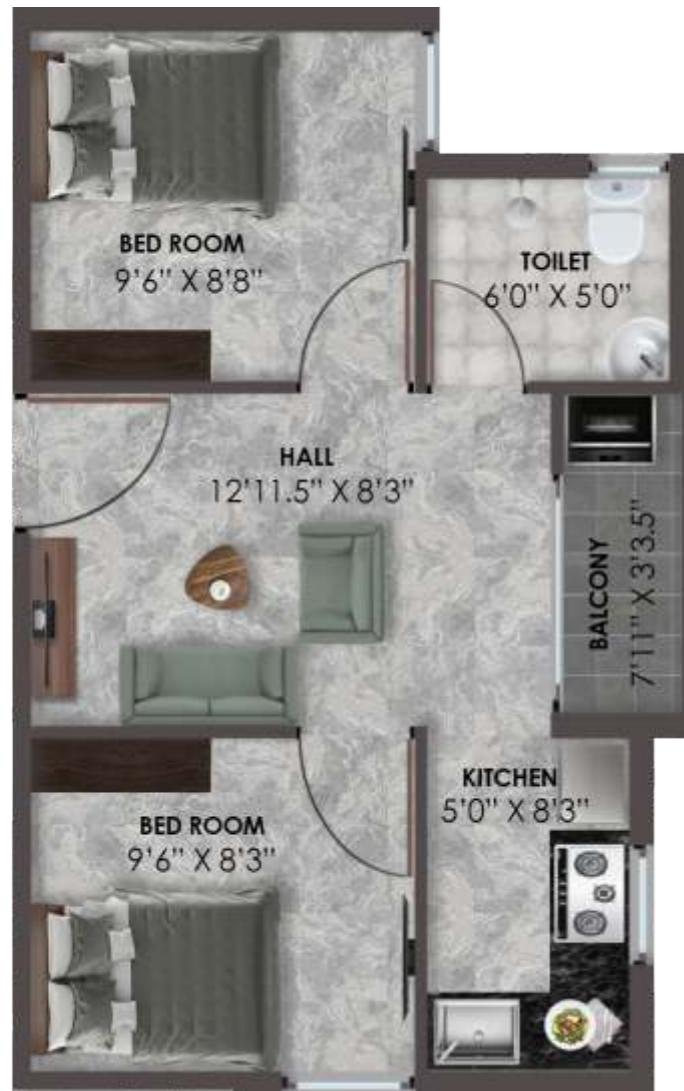 BED ROOM
9'6" X 8'8"
TOILET
6'0" X 5'0"
HALL
12'11.5" X 8'3"
BALCONY
7'11" X 3'3.5"
KITCHEN
5'0" X 8'3"
BED ROOM
9'6" X 8'3"